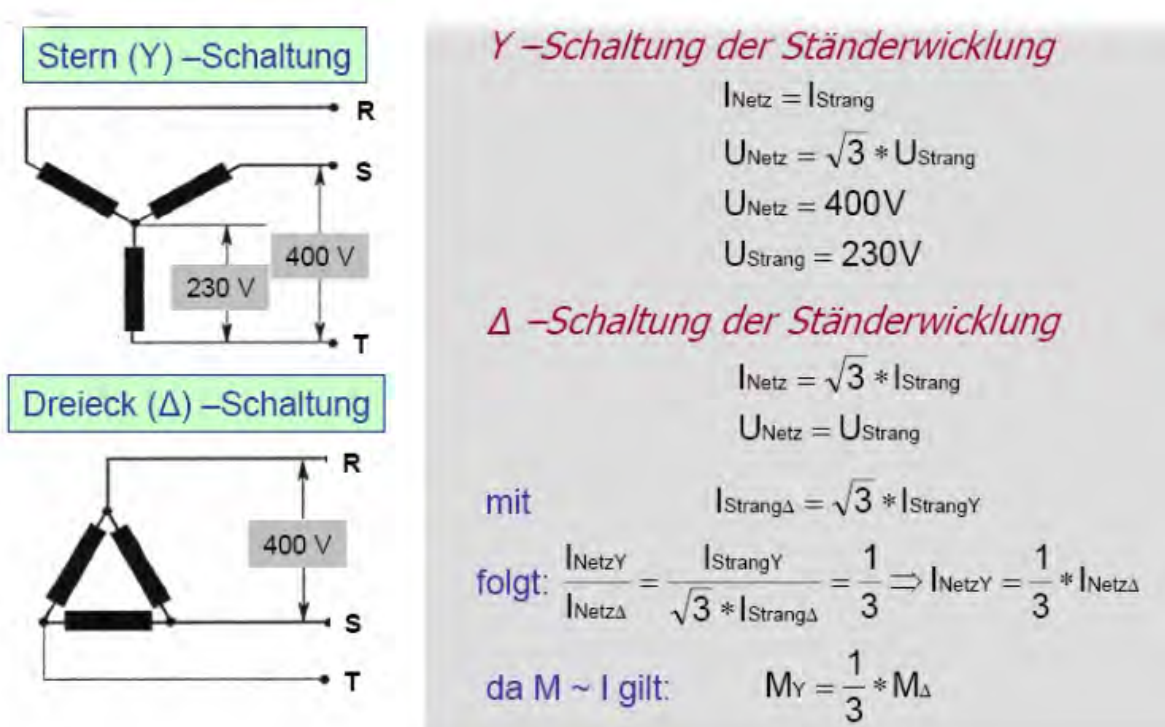 Stern (Y) –Schaltung
R
S
400 V
230 V
T
Dreieck (Δ) –Schaltung
R
400 V
S
T
Y –Schaltung der Ständerwicklung
INetz = IStrang
UNetz = √3 * UStrang
UNetz = 400V
UStrang = 230V
Δ –Schaltung der Ständerwicklung
INetz = √3 * IStrang
UNetz = UStrang
mit IStrangΔ = √3 * IStrangY
folgt: INetzY / INetzΔ = IStrangY / √3 * IStrangΔ = 1/3 ⇒ INetzY = 1/3 * INetzΔ
da M ~ I gilt: MY = 1/3 * MΔ